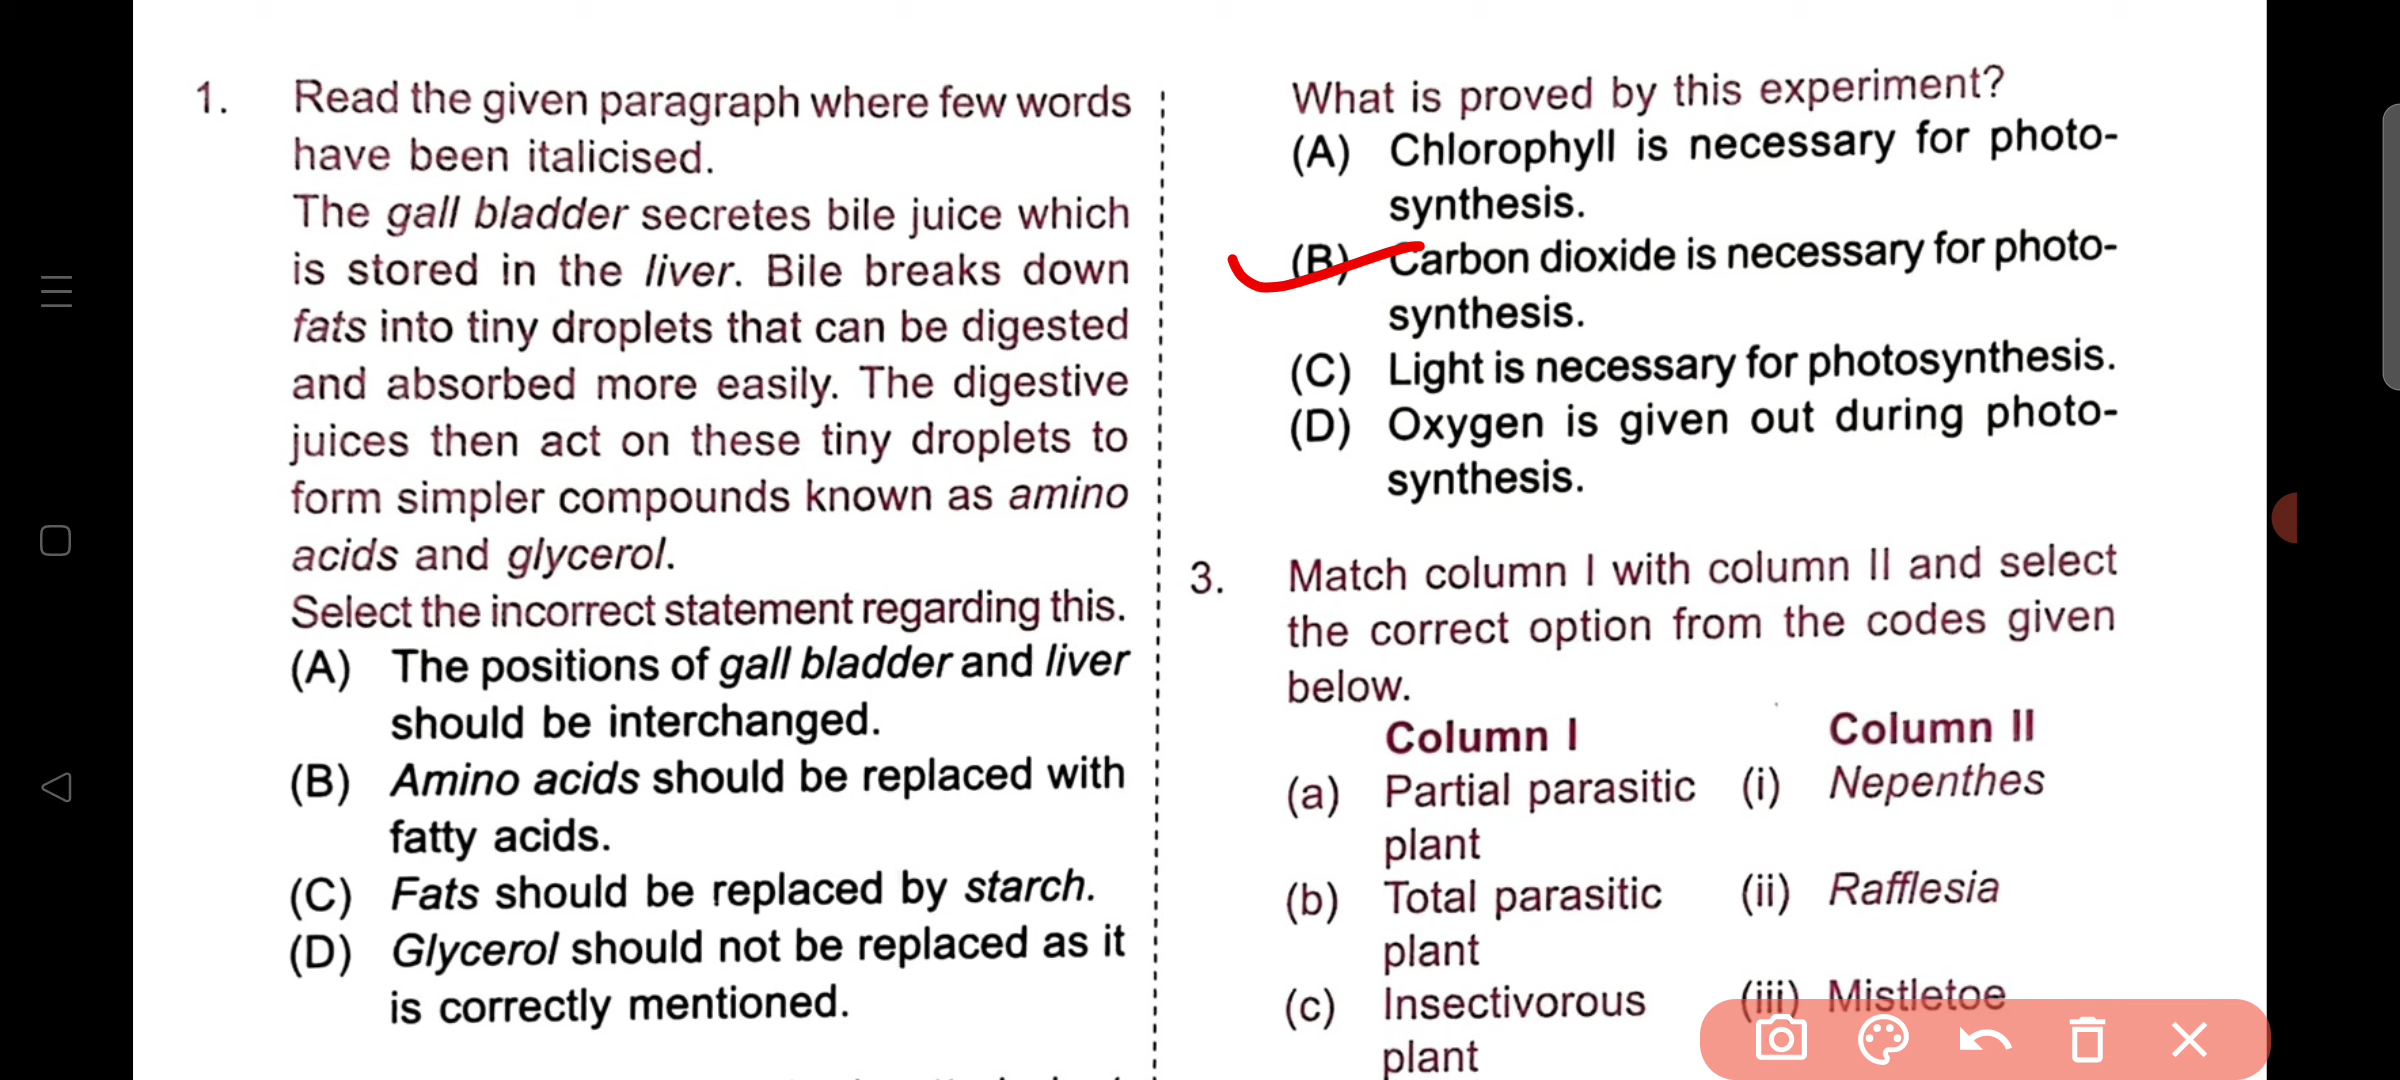 1. Read the given paragraph where few words
have been italicised.
The gall bladder secretes bile juice which
is stored in the liver. Bile breaks down
fats into tiny droplets that can be digested
and absorbed more easily. The digestive
juices then act on these tiny droplets to
form simpler compounds known as amino
acids and glycerol.
Select the incorrect statement regarding this.
(A) The positions of gall bladder and liver
should be interchanged.
(B) Amino acids should be replaced with
fatty acids.
(C) Fats should be replaced by starch.
(D) Glycerol should not be replaced as it
is correctly mentioned.
What is proved by this experiment?
(A) Chlorophyll is necessary for photo-
synthesis.
(B) Carbon dioxide is necessary for photo-
synthesis.
(C) Light is necessary for photosynthesis.
(D) Oxygen is given out during photo-
synthesis.
3. Match column I with column II and select
the correct option from the codes given
below.
Column I Column II
(a) Partial parasitic (i) Nepenthes
plant
(b) Total parasitic (ii) Rafflesia
plant
(c) Insectivorous (iii) Mistletoe
plant